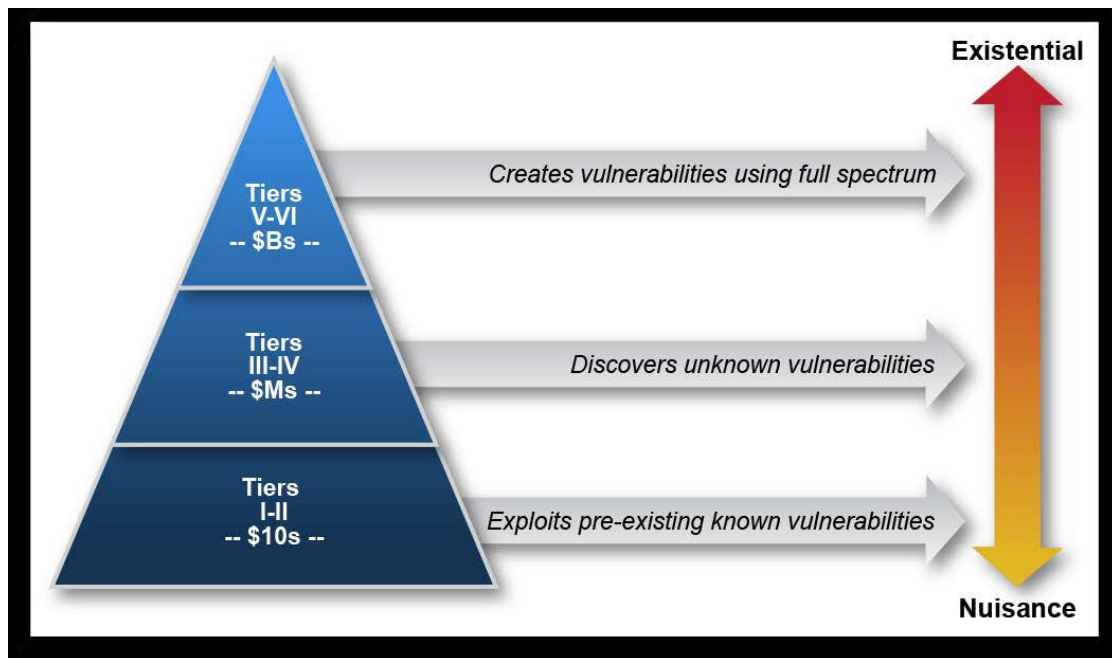 Existential
Creates vulnerabilities using full spectrum
Tiers
V-VI
-- $Bs --
Tiers
III-IV
-- $Ms --
Discovers unknown vulnerabilities
Tiers
I-II
-- $10s --
Exploits pre-existing known vulnerabilities
Nuisance